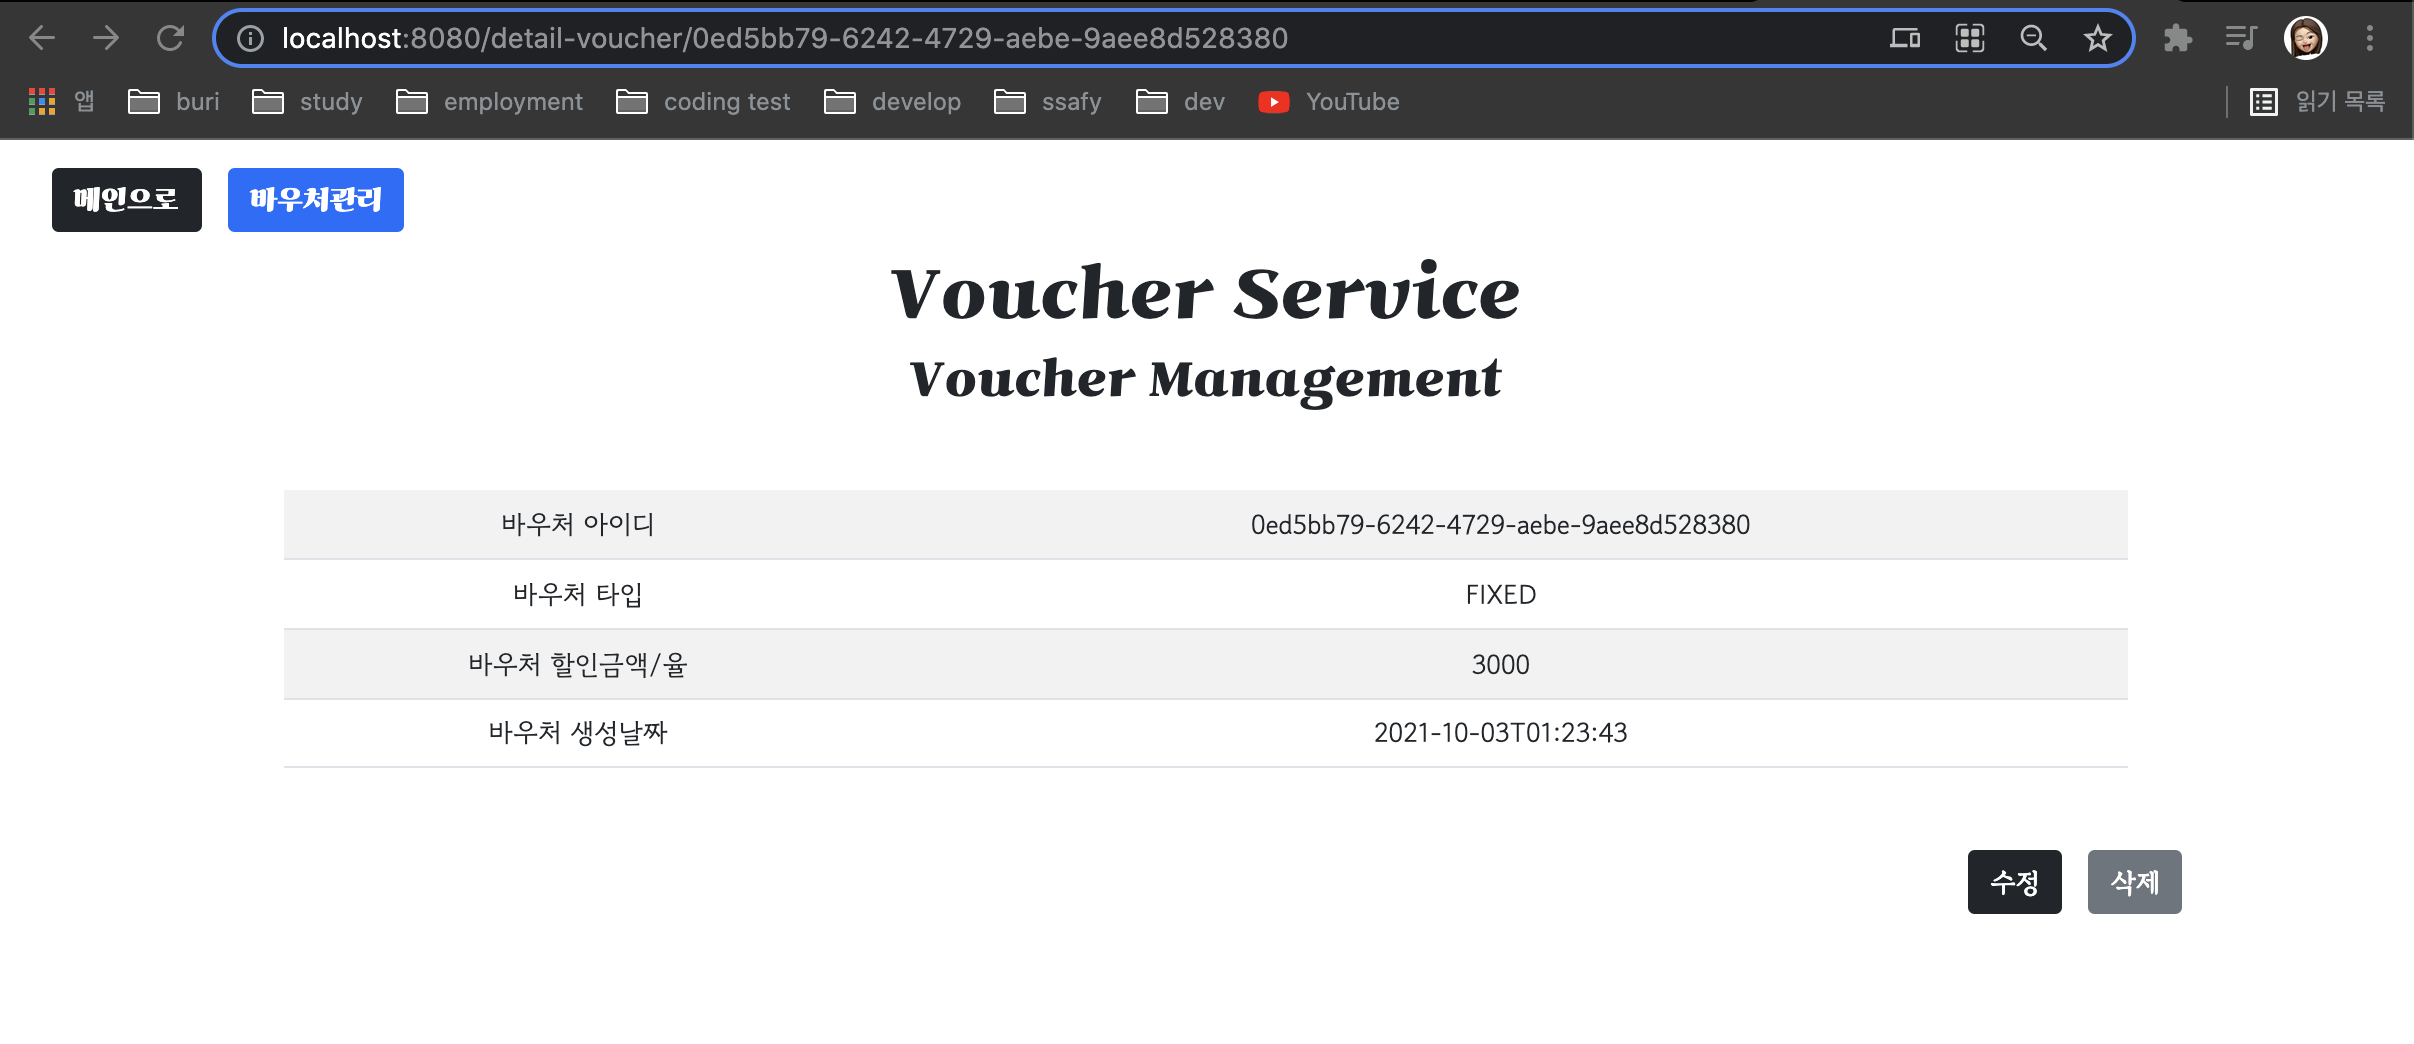 localhost:8080/detail-voucher/0ed5bb79-6242-4729-aebe-9aee8d528380
앱 buri study employment coding test develop ssafy dev YouTube 읽기 목록
메인으로 바우처관리
Voucher Service
Voucher Management
바우처 아이디 0ed5bb79-6242-4729-aebe-9aee8d528380
바우처 타입 FIXED
바우처 할인금액/율 3000
바우처 생성날짜 2021-10-03T01:23:43
수정 삭제